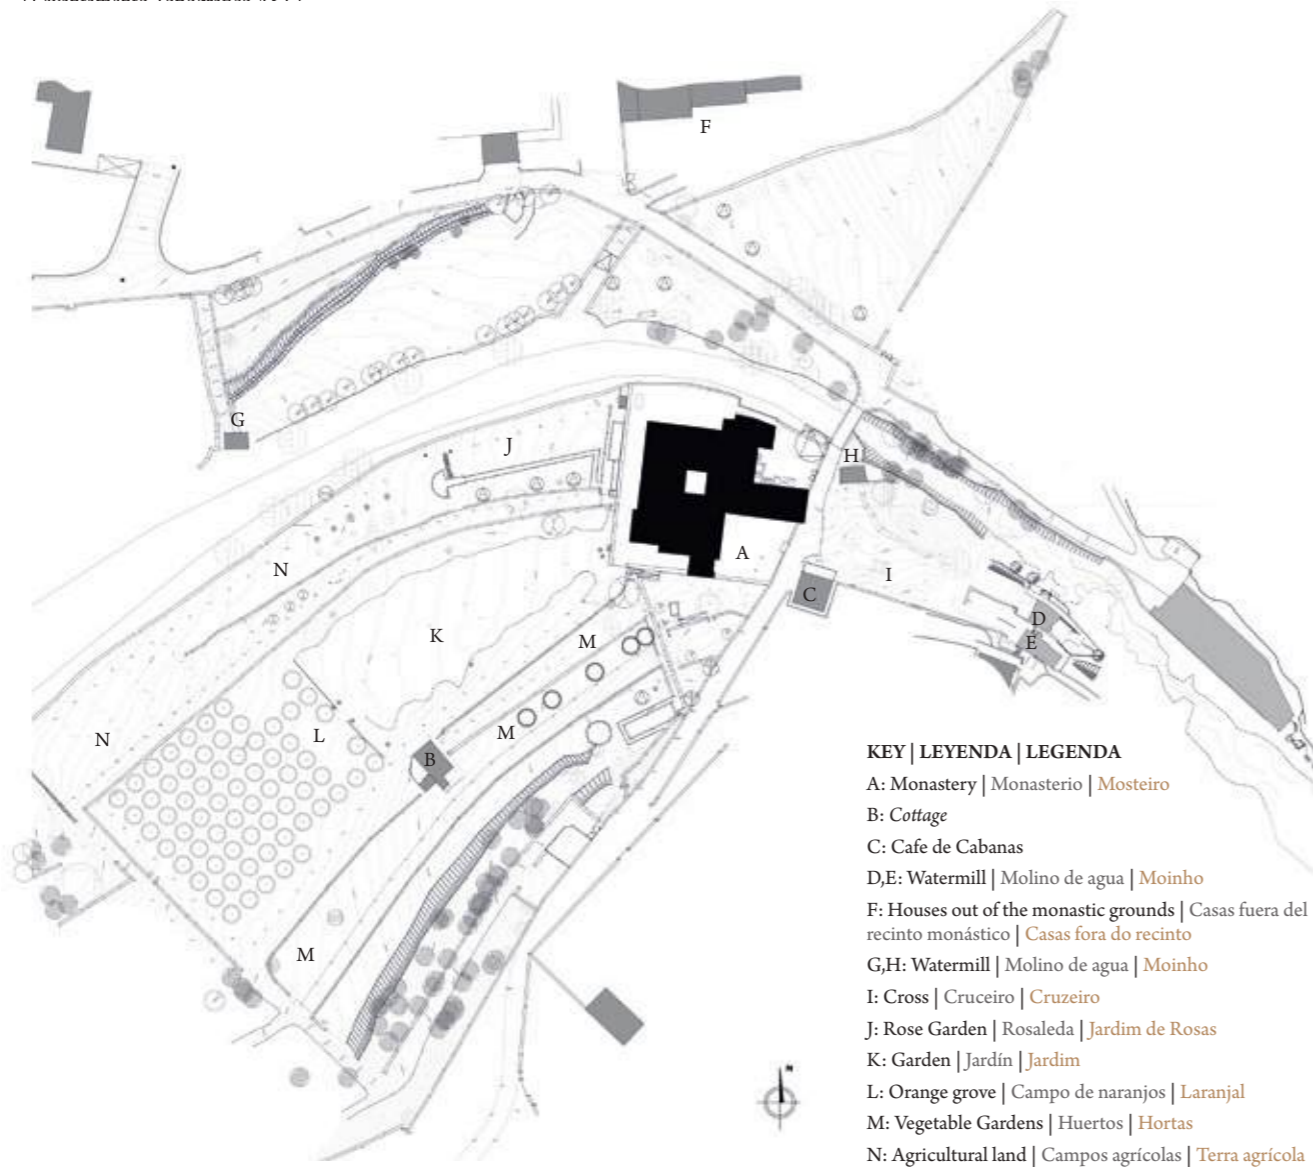 F
G
J
H
A
N
I
C
D
K
M
E
L
N
M
B
M
N
KEY | LEYENDA | LEGENDA
A: Monastery | Monasterio | Mosteiro
B: Cottage
C: Cafe de Cabanas
D,E: Watermill | Molino de agua | Moinho
F: Houses out of the monastic grounds | Casas fuera del
recinto monástico | Casas fora do recinto
G,H: Watermill | Molino de agua | Moinho
I: Cross | Cruceiro | Cruzeiro
J: Rose Garden | Rosaleda | Jardim de Rosas
K: Garden | Jardín | Jardim
L: Orange grove | Campo de naranjos | Laranjal
M: Vegetable Gardens | Huertos | Hortas
N: Agricultural land | Campos agrícolas | Terra agrícola